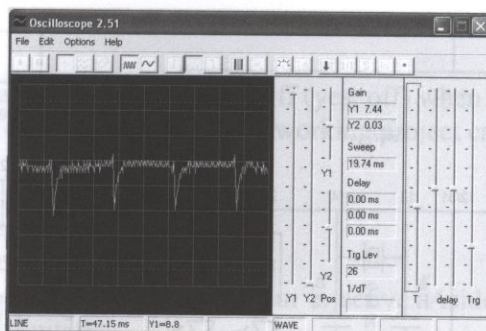 Oscilloscope 2.51
File Edit Options Help
Gain
Y1 7.44
Y2 0.03
Sweep
19.74 ms
Delay
0.00 ms
0.00 ms
0.00 ms
Trg Lev
26
1/dT
Y1
Y2
Y1 Y2 Pos
T delay Trg
LINE T=47.15 ms Y1=8.8 WAVE